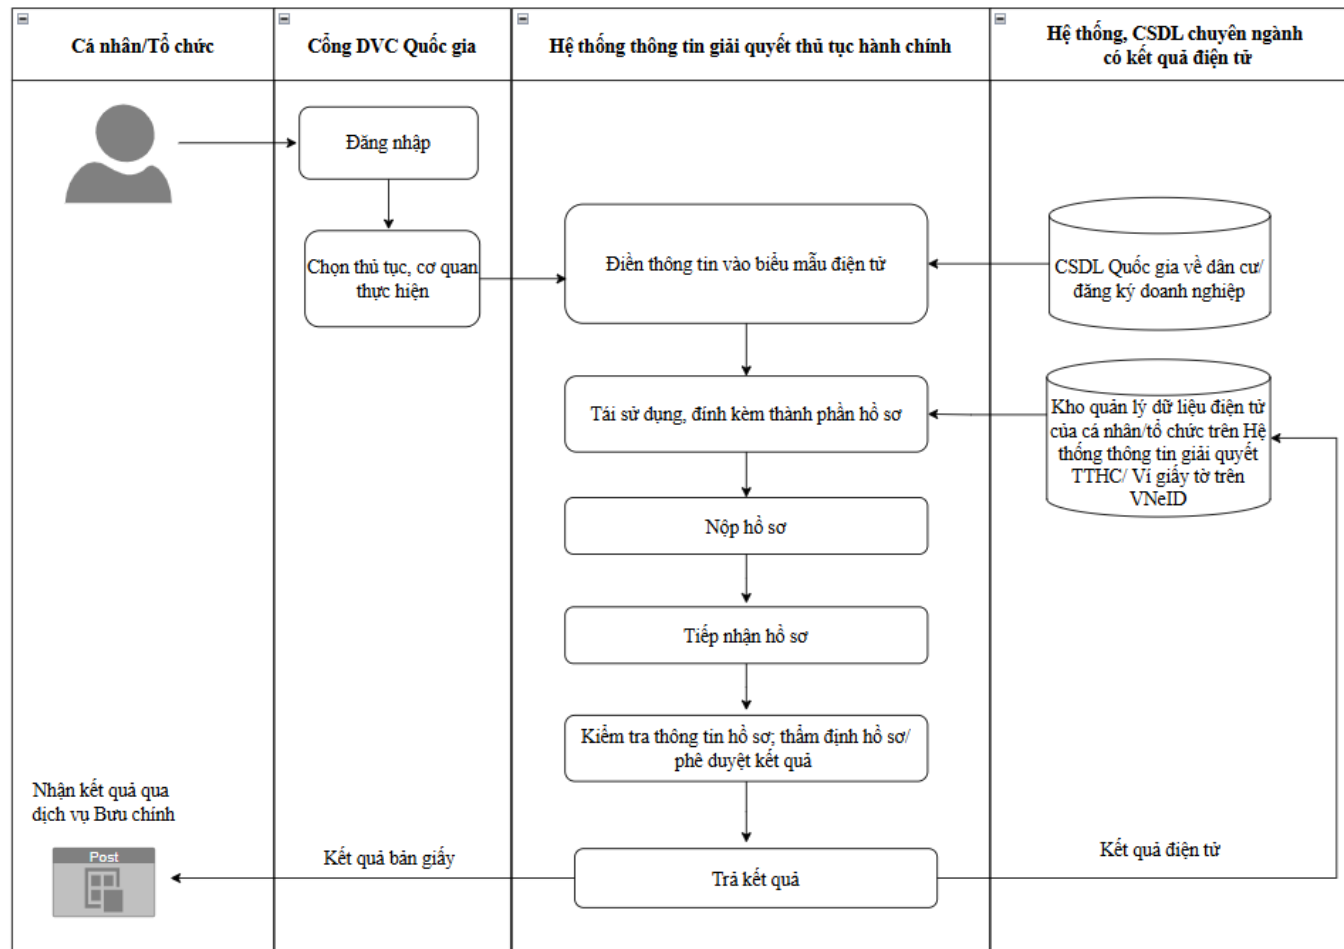 Cá nhân/Tổ chức
Cổng DVC Quốc gia
Hệ thống thông tin giải quyết thủ tục hành chính
Hệ thống, CSDL chuyên ngành
có kết quả điện tử
Đăng nhập
Chọn thủ tục, cơ quan
thực hiện
Điền thông tin vào biểu mẫu điện tử
CSDL Quốc gia về dân cư/
đăng ký doanh nghiệp
Tái sử dụng, đính kèm thành phần hồ sơ
Kho quản lý dữ liệu điện tử
của cá nhân/tổ chức trên Hệ
thống thông tin giải quyết
TTHC/ Ví giấy tờ trên
VNeID
Nộp hồ sơ
Tiếp nhận hồ sơ
Kiểm tra thông tin hồ sơ; thẩm định hồ sơ/
phê duyệt kết quả
Nhận kết quả qua
dịch vụ Bưu chính
Post
Kết quả bản giấy
Trả kết quả
Kết quả điện tử